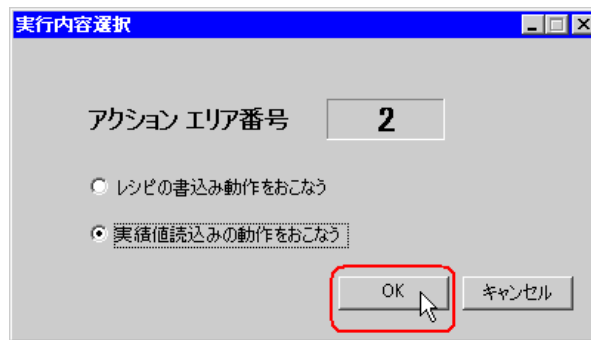 実行内容選択
アクション エリア番号 2
レシピの書込み動作をおこなう
実績値読込みの動作をおこなう
OK キャンセル